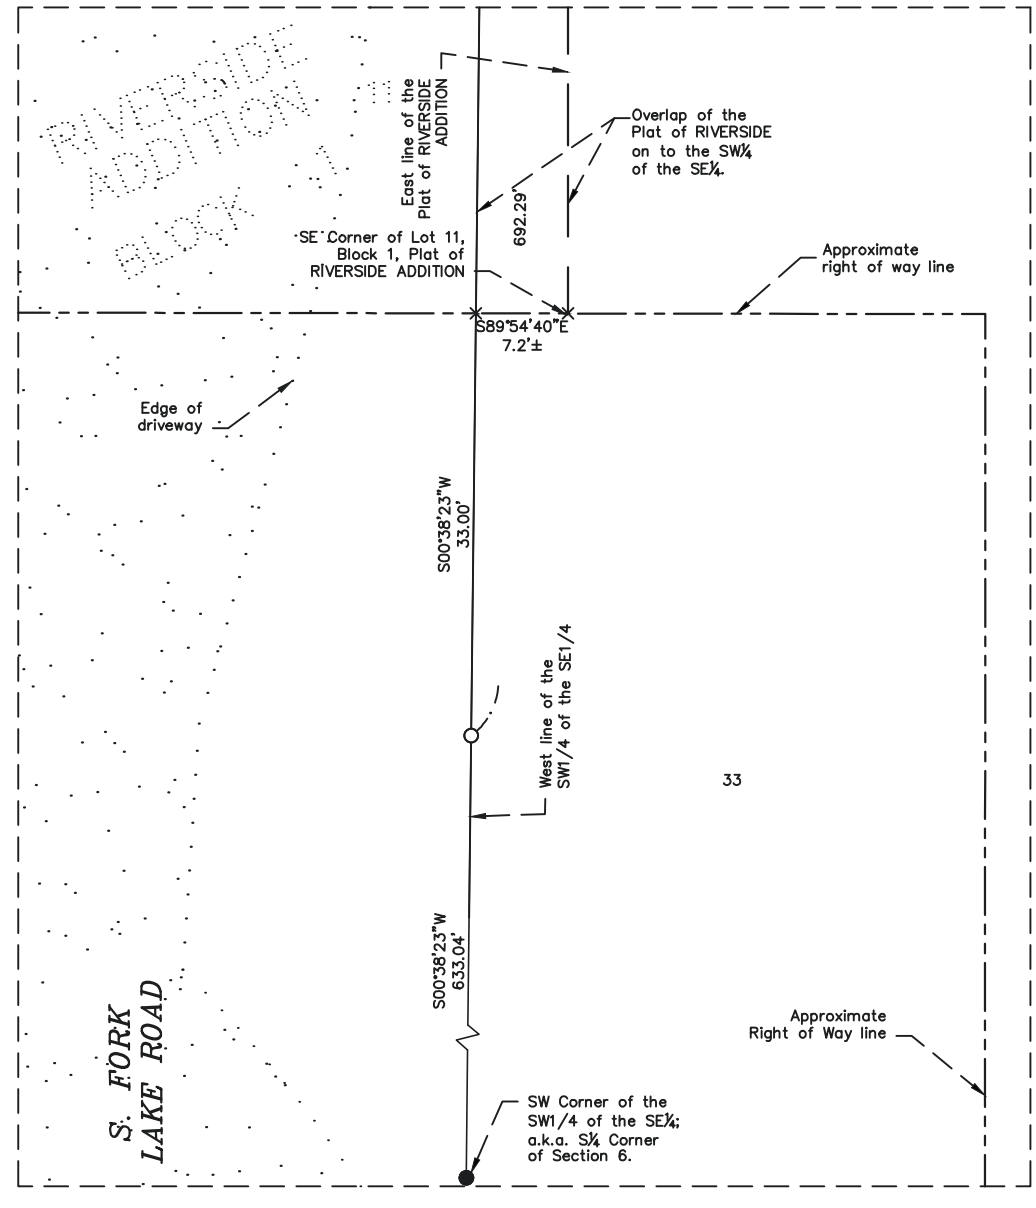 RIVERSIDE
ADDITION
BLOCK 1
11
East line of the
Plat of RIVERSIDE
ADDITION
Overlap of the
Plat of RIVERSIDE
on to the SW¼
of the SE¼.
692.29'
SE Corner of Lot 11,
Block 1, Plat of
RIVERSIDE ADDITION
Approximate
right of way line
S89°54'40"E
7.2'±
Edge of
driveway
S00°38'23"W
33.00'
West line of the
SW1/4 of the SE1/4
33
S00°38'23"W
633.04'
S. FORK
LAKE ROAD
Approximate
Right of Way line
SW Corner of the
SW1/4 of the SE¼;
a.k.a. S¼ Corner
of Section 6.